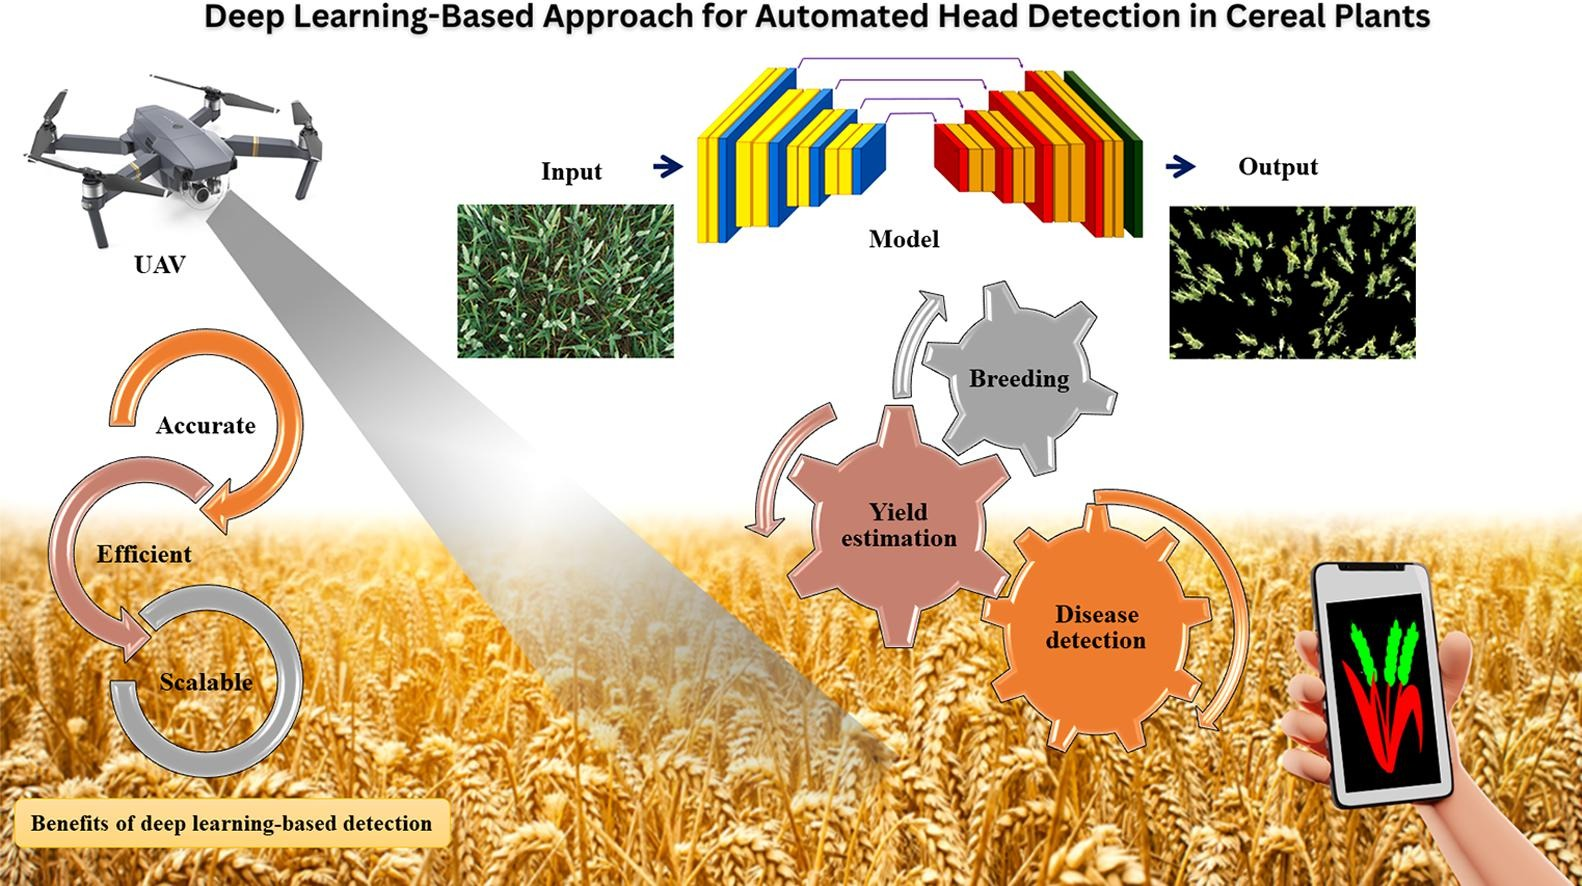 Deep Learning-Based Approach for Automated Head Detection in Cereal Plants
UAV
Input
Model
Output
Accurate
Efficient
Scalable
Breeding
Yield
estimation
Disease
detection
Benefits of deep learning-based detection